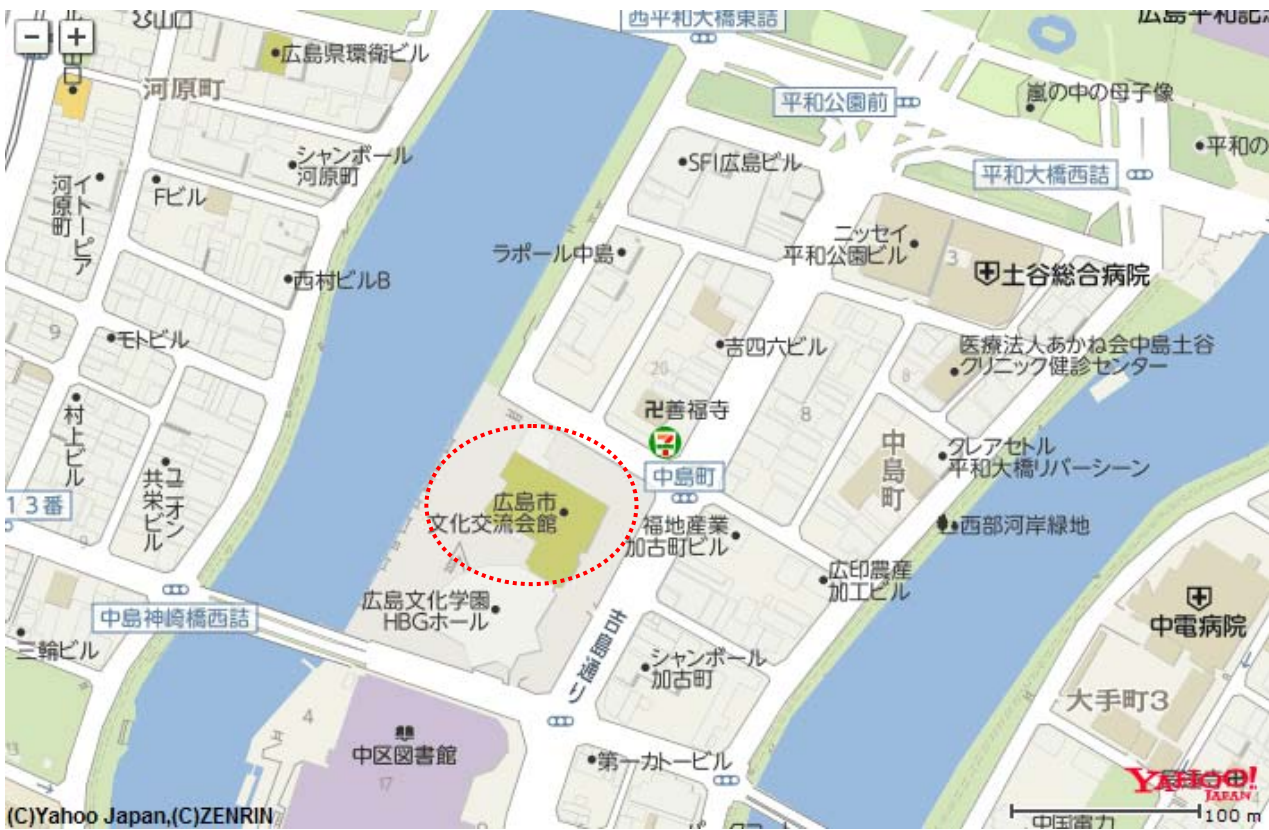 西平和大橋東詰
広島県環衛ビル
河原町
平和公園前
嵐の中の母子像
シャンボール
河原町
SFI広島ビル
平和の
平和大橋西詰
Fビル
イトーピア
河原町
ニッセイ
平和公園ビル
3
ラポール中島
土谷総合病院
西村ビルB
9
モトビル
吉四六ビル
医療法人あかね会中島土谷
クリニック健診センター
20
8
卍善福寺
8
村上ビル
中島町
クレアセトル
平和大橋リバーシーン
ユニオン
共栄ビル
中島町
13番
広島市
文化交流会館
福地産業
加古町ビル
西部河岸緑地
広印農産
加工ビル
中電病院
広島文化学園
HBGホール
中島神崎橋西詰
吉島通り
三輪ビル
シャンボール
加古町
大手町3
4
中区図書館
17
第一カトービル
YAHOO!
JAPAN
100 m
中国電力
(C)Yahoo Japan,(C)ZENRIN